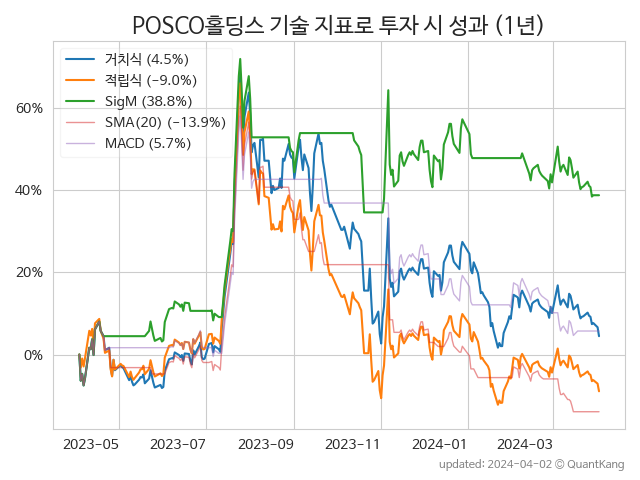 POSCO홀딩스 기술 지표로 투자 시 성과 (1년)
거치식 (4.5%)
적립식 (−9.0%)
SigM (38.8%)
SMA(20) (−13.9%)
MACD (5.7%)
60%
40%
20%
0%
2023-05 2023-07 2023-09 2023-11 2024-01 2024-03
updated: 2024-04-02 © QuantKang